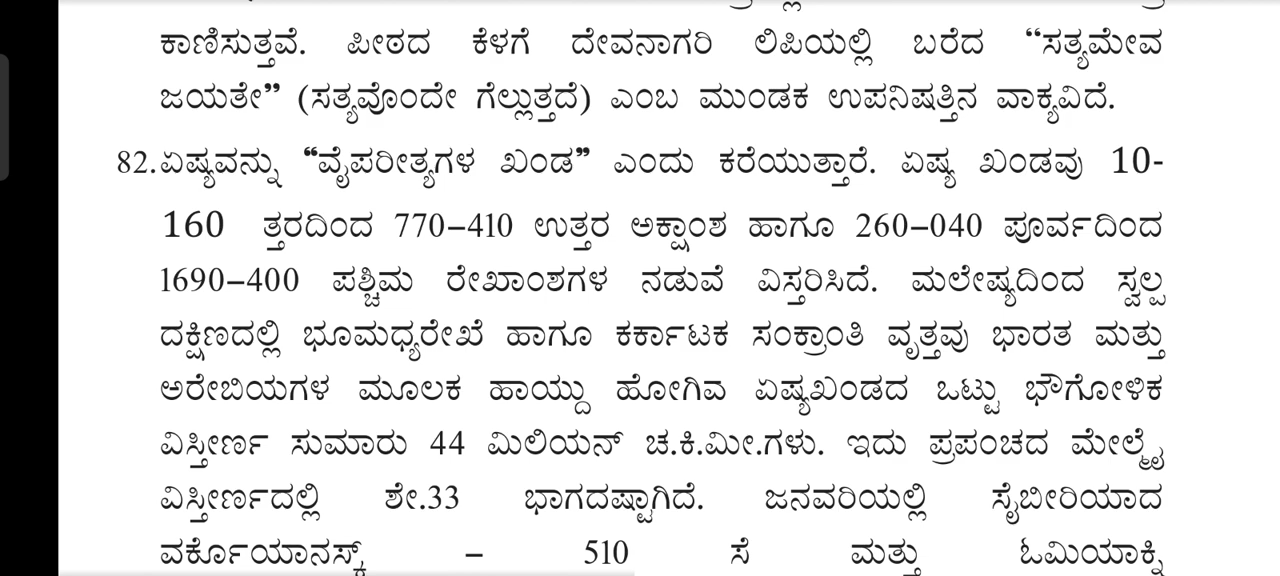 ಕಾಣಿಸುತ್ತವೆ. ಪೀಠದ ಕೆಳಗೆ ದೇವನಾಗರಿ ಲಿಪಿಯಲ್ಲಿ ಬರೆದ “ಸತ್ಯಮೇವ
ಜಯತೇ” (ಸತ್ಯವೊಂದೇ ಗೆಲ್ಲುತ್ತದೆ) ಎಂಬ ಮುಂಡಕ ಉಪನಿಷತ್ತಿನ ವಾಕ್ಯವಿದೆ.
82.ಏಷ್ಯವನ್ನು “ವೈಪರೀತ್ಯಗಳ ಖಂಡ” ಎಂದು ಕರೆಯುತ್ತಾರೆ. ಏಷ್ಯ ಖಂಡವು 10-
160 ತ್ತರದಿಂದ 770–410 ಉತ್ತರ ಅಕ್ಷಾಂಶ ಹಾಗೂ 260–040 ಪೂರ್ವದಿಂದ
1690–400 ಪಶ್ಚಿಮ ರೇಖಾಂಶಗಳ ನಡುವೆ ವಿಸ್ತರಿಸಿದೆ. ಮಲೇಷ್ಯದಿಂದ ಸ್ವಲ್ಪ
ದಕ್ಷಿಣದಲ್ಲಿ ಭೂಮಧ್ಯರೇಖೆ ಹಾಗೂ ಕರ್ಕಾಟಕ ಸಂಕ್ರಾಂತಿ ವೃತ್ತವು ಭಾರತ ಮತ್ತು
ಅರೇಬಿಯಗಳ ಮೂಲಕ ಹಾಯ್ದು ಹೋಗಿವ ಏಷ್ಯಖಂಡದ ಒಟ್ಟು ಭೌಗೋಳಿಕ
ವಿಸ್ತೀರ್ಣ ಸುಮಾರು 44 ಮಿಲಿಯನ್ ಚ.ಕಿ.ಮೀ.ಗಳು. ಇದು ಪ್ರಪಂಚದ ಮೇಲ್ಮೈ
ವಿಸ್ತೀರ್ಣದಲ್ಲಿ ಶೇ.33 ಭಾಗದಷ್ಟಾಗಿದೆ. ಜನವರಿಯಲ್ಲಿ ಸೈಬೀರಿಯಾದ
ವರ್ಕೊಯಾನಸ್ಕ್ – 510 ಸೆ ಮತ್ತು ಓಮಿಯಾಕ್ನಿ